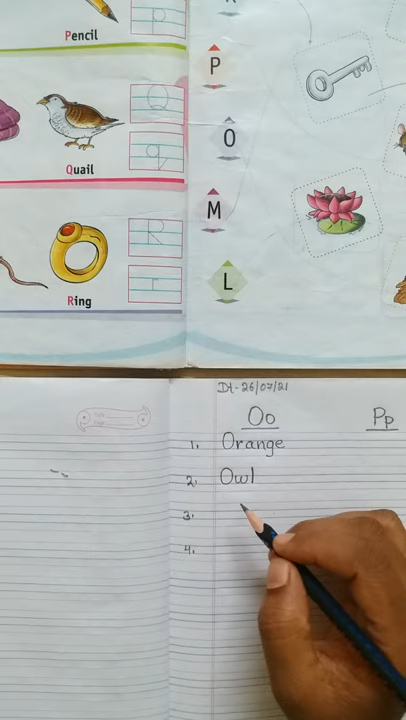 K
Pencil
P
P
Q
O
q
Quail
M
R
r
L
Ring
Dt-26/07/21
Oo Pp
1. Orange
2. Owl
3.
4.